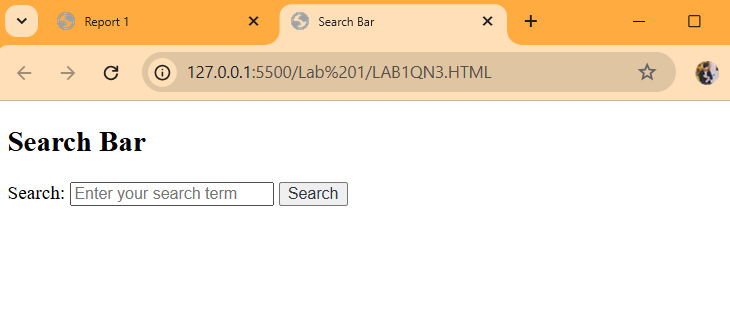 Report 1
Search Bar
127.0.0.1:5500/Lab%201/LAB1QN3.HTML
Search Bar
Search: Enter your search term Search